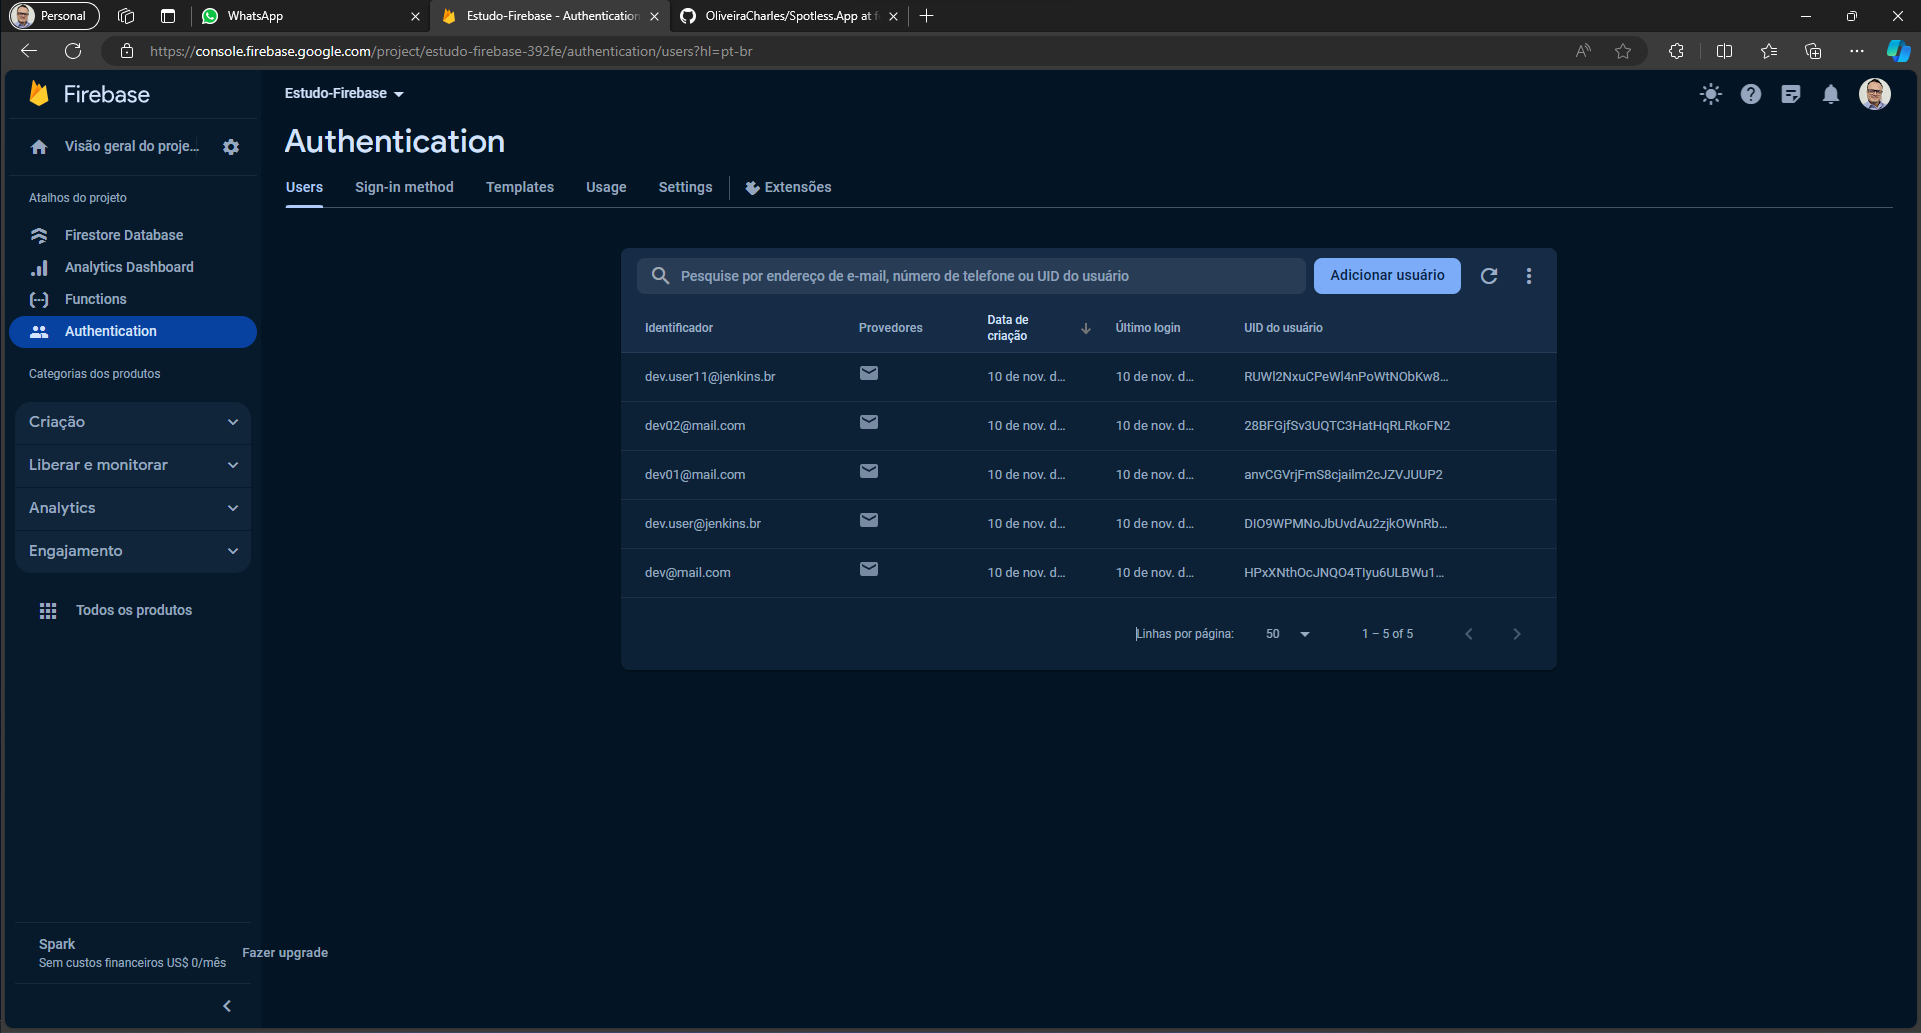 Personal
WhatsApp
Estudo-Firebase - Authentication
OliveiraCharles/Spotless.App at f
https://console.firebase.google.com/project/estudo-firebase-392fe/authentication/users?hl=pt-br
Firebase
Visão geral do proje...
Atalhos do projeto
Firestore Database
Analytics Dashboard
Functions
Authentication
Categorias dos produtos
Criação
Liberar e monitorar
Analytics
Engajamento
Todos os produtos
Spark
Sem custos financeiros US$ 0/mês
Fazer upgrade
Estudo-Firebase
Authentication
Users Sign-in method Templates Usage Settings Extensões
Pesquise por endereço de e-mail, número de telefone ou UID do usuário
Adicionar usuário
Identificador Provedores Data de criação Último login UID do usuário
dev.user11@jenkins.br 10 de nov. d... 10 de nov. d... RUWl2NxuCPeWl4nPoWtNObKw8...
dev02@mail.com 10 de nov. d... 10 de nov. d... 28BFGjfSv3UQTC3HatHqRLRkoFN2
dev01@mail.com 10 de nov. d... 10 de nov. d... anvCGVrjFmS8cjailm2cJZVJUUP2
dev.user@jenkins.br 10 de nov. d... 10 de nov. d... DIO9WPMNoJbUvdAu2zjkOWnRb...
dev@mail.com 10 de nov. d... 10 de nov. d... HPxXNthOcJNQO4TIyu6ULBWu1...
Linhas por página: 50 1 – 5 of 5